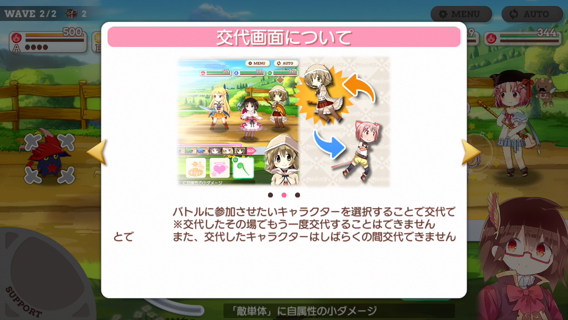 WAVE 2/2
2
500
344
MENU
AUTO
交代画面について
MENU
AUTO
バトルに参加させたいキャラクターを選択することで交代で
※交代したその場でもう一度交代することはできません
とで
また、交代したキャラクターはしばらくの間交代できません
SUPPORT
「敵単体」に自属性の小ダメージ